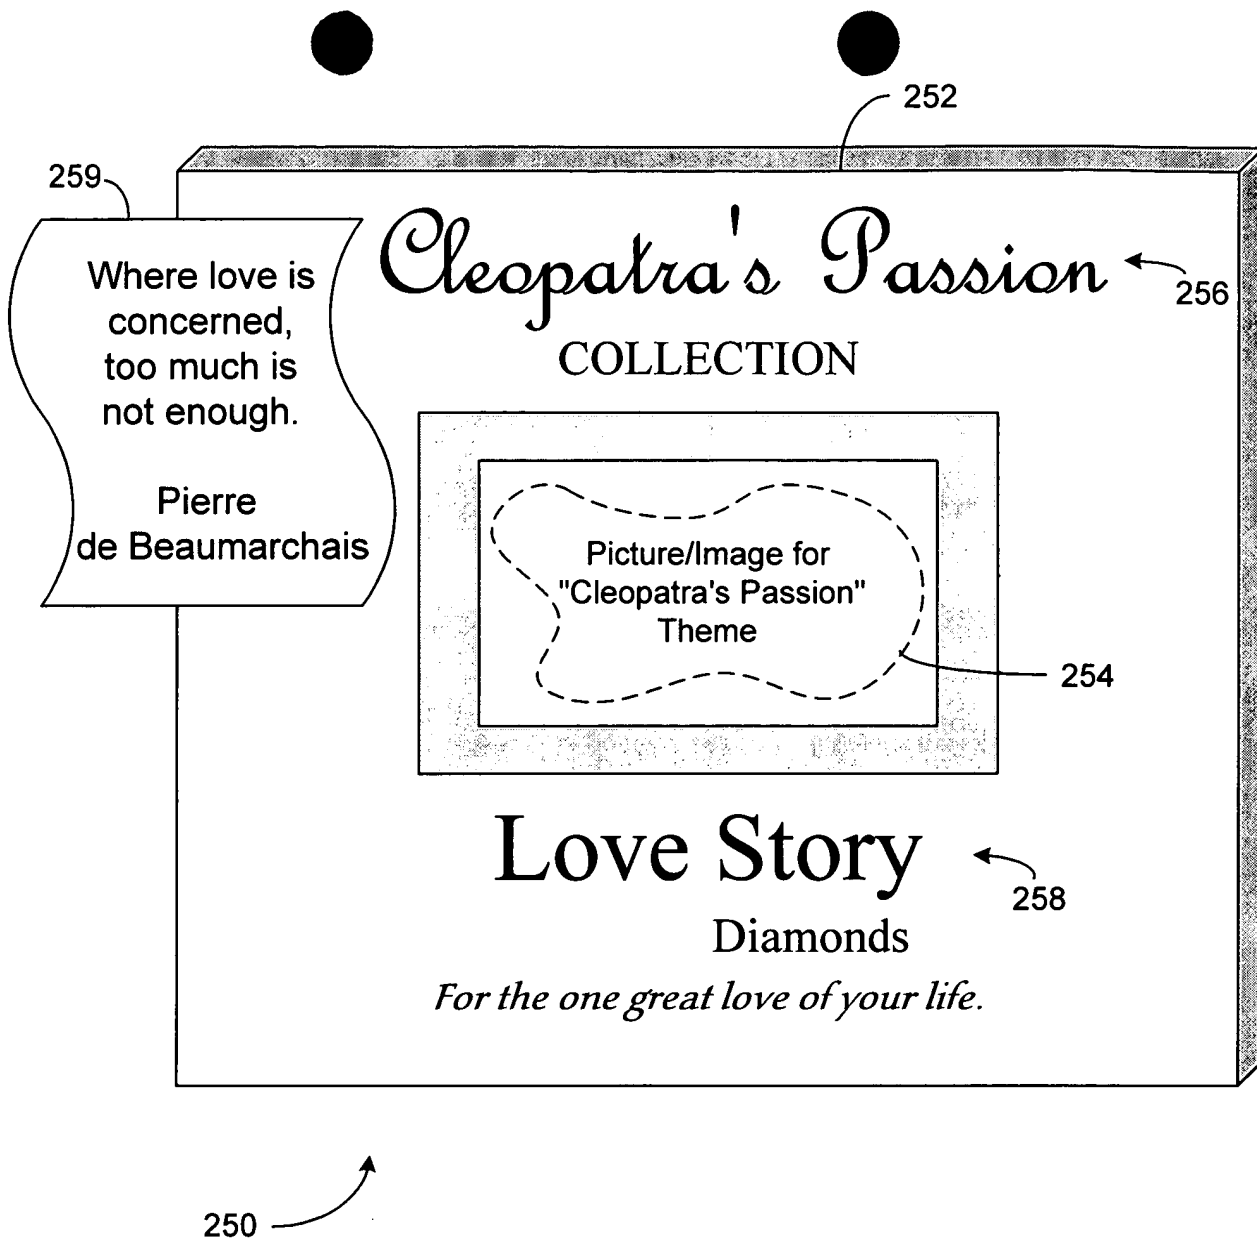 252
259
Where love is
concerned,
too much is
not enough.
Pierre
de Beaumarchais
Cleopatra's Passion
256
COLLECTION
Picture/Image for
"Cleopatra's Passion"
Theme
254
Love Story
258
Diamonds
For the one great love of your life.
250